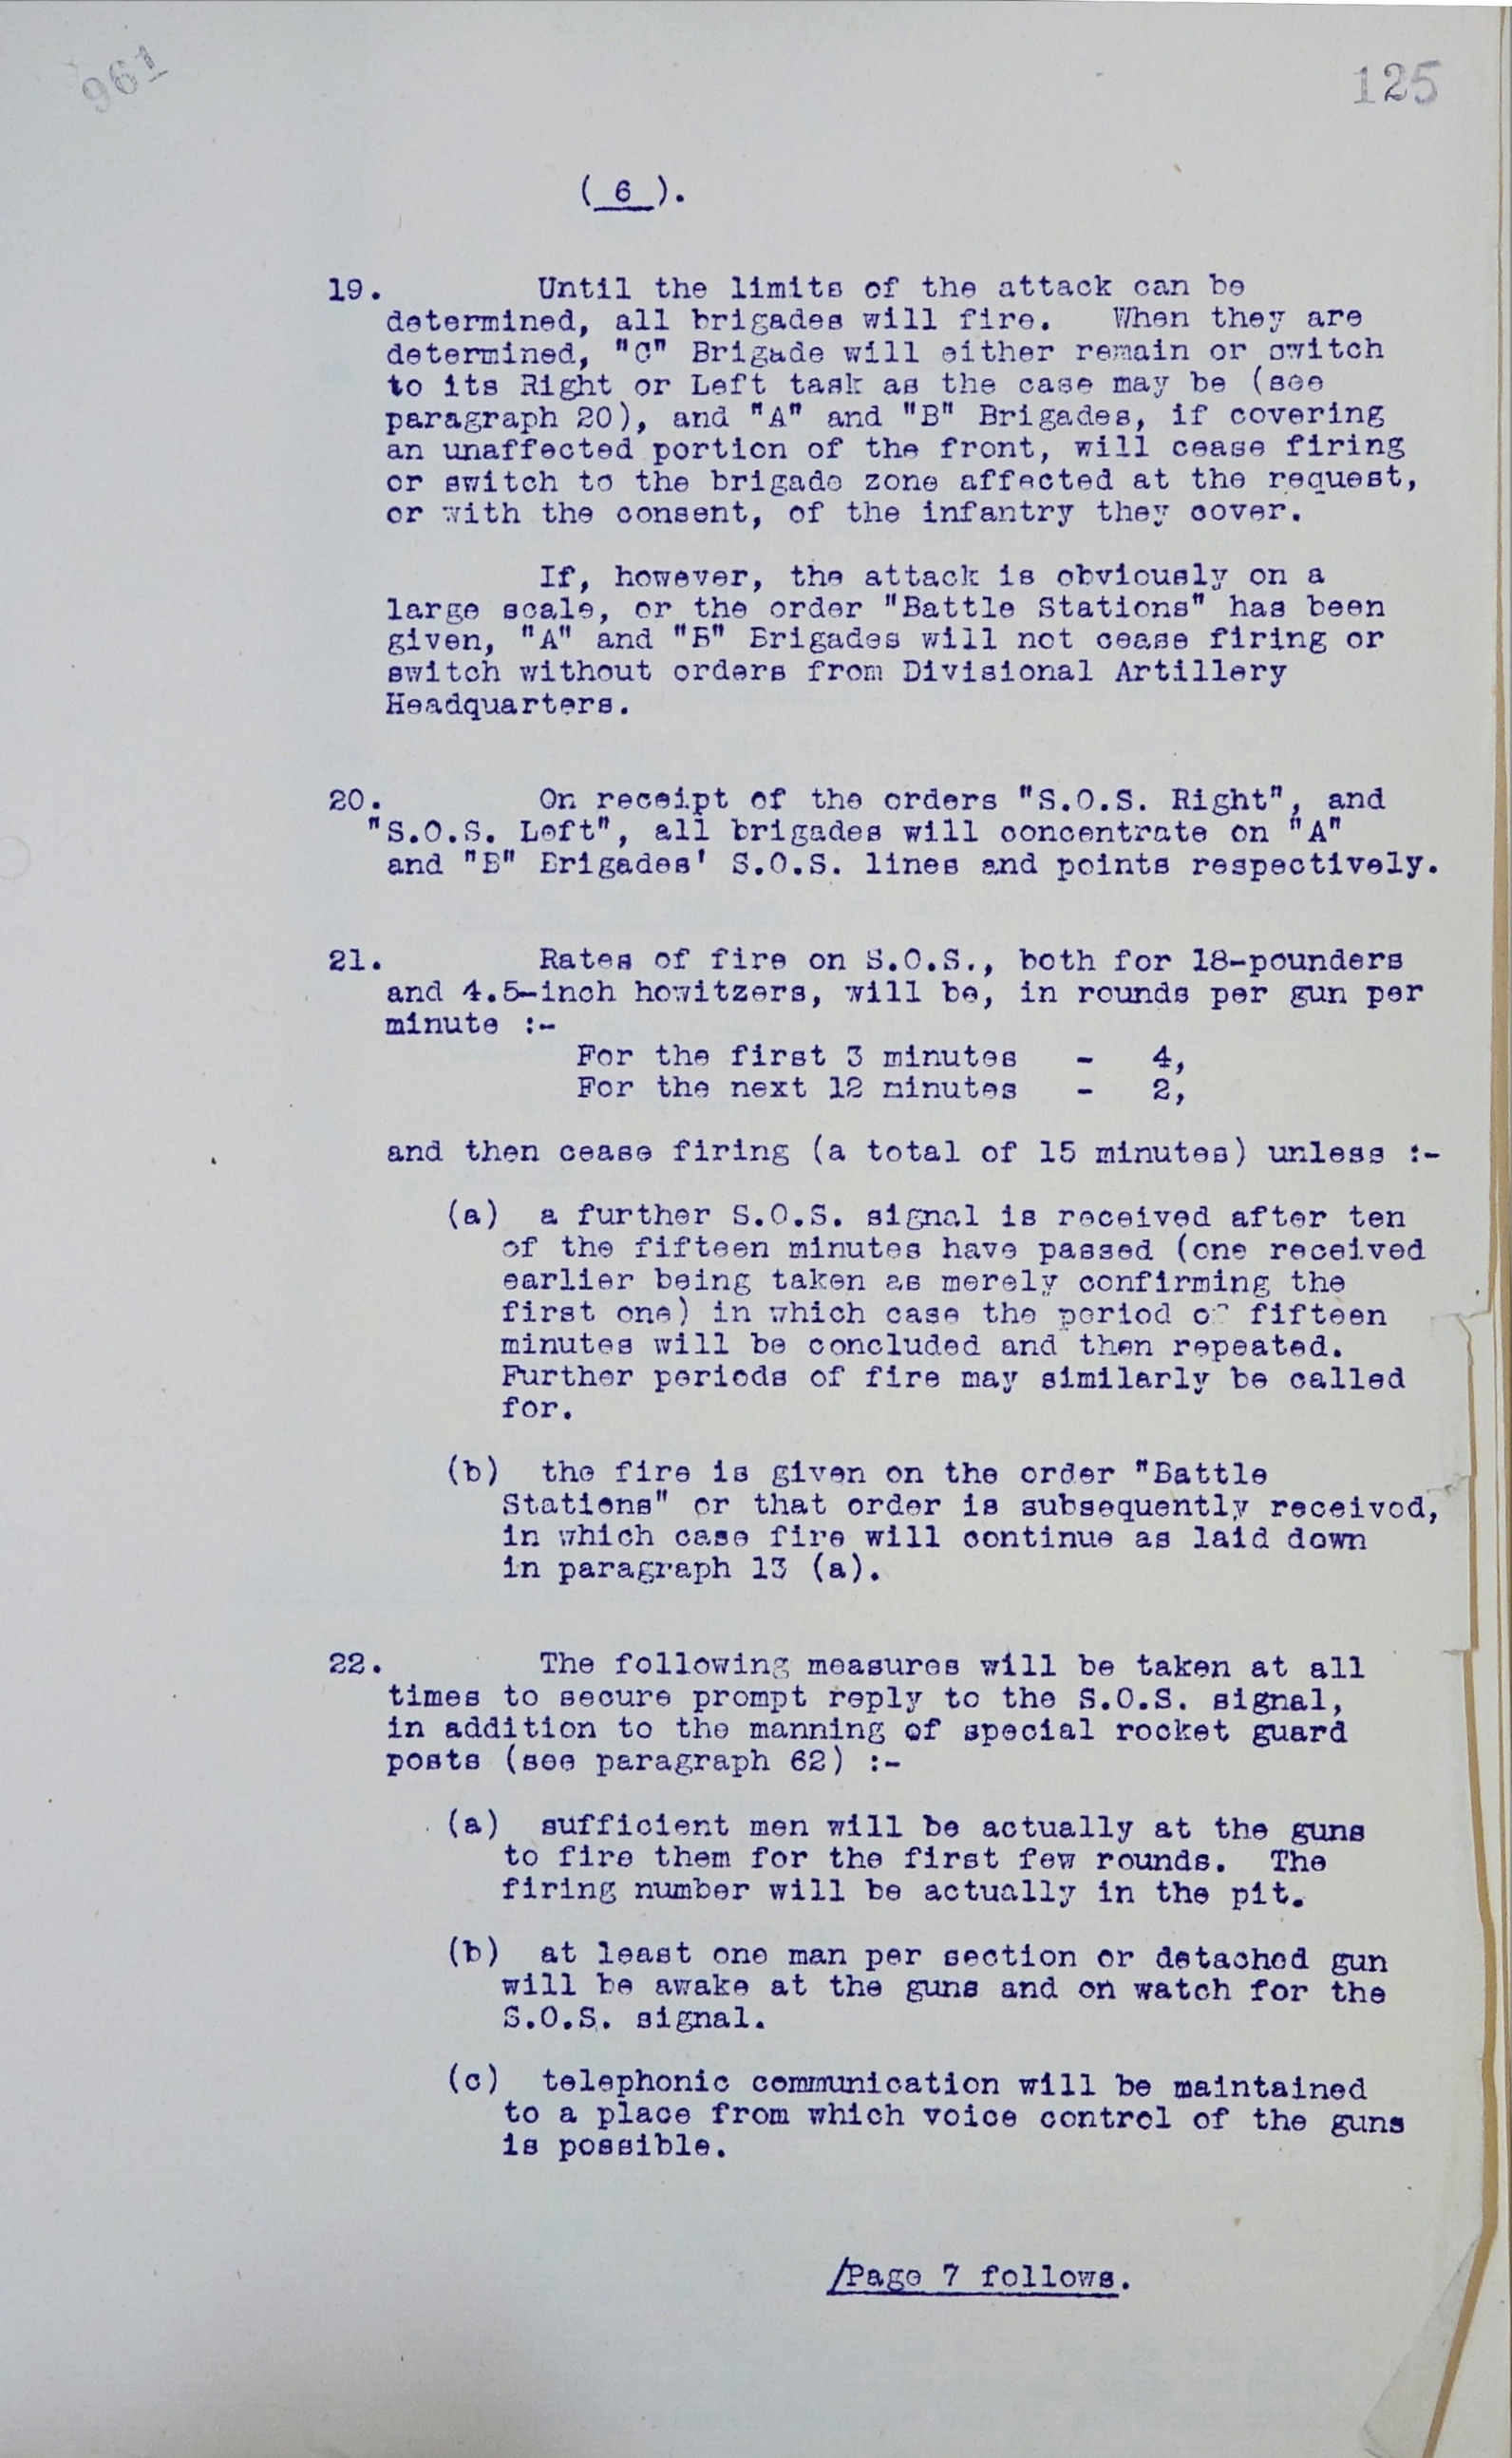 961
125
( 6 ).
19. Until the limits of the attack can be
determined, all brigades will fire. When they are
determined, "C" Brigade will either remain or switch
to its Right or Left task as the case may be (see
paragraph 20), and "A" and "B" Brigades, if covering
an unaffected portion of the front, will cease firing
or switch to the brigade zone affected at the request,
or with the consent, of the infantry they cover.
If, however, the attack is obviously on a
large scale, or the order "Battle Stations" has been
given, "A" and "B" Brigades will not cease firing or
switch without orders from Divisional Artillery
Headquarters.
20. On receipt of the orders "S.O.S. Right", and
"S.O.S. Left", all brigades will concentrate on "A"
and "B" Brigades' S.O.S. lines and points respectively.
21. Rates of fire on S.O.S., both for 18-pounders
and 4.5-inch howitzers, will be, in rounds per gun per
minute :-
For the first 3 minutes - 4,
For the next 12 minutes - 2,
and then cease firing (a total of 15 minutes) unless :-
(a) a further S.O.S. signal is received after ten
of the fifteen minutes have passed (one received
earlier being taken as merely confirming the
first one) in which case the period of fifteen
minutes will be concluded and then repeated.
Further periods of fire may similarly be called
for.
(b) the fire is given on the order "Battle
Stations" or that order is subsequently received,
in which case fire will continue as laid down
in paragraph 13 (a).
22. The following measures will be taken at all
times to secure prompt reply to the S.O.S. signal,
in addition to the manning of special rocket guard
posts (see paragraph 62) :-
(a) sufficient men will be actually at the guns
to fire them for the first few rounds. The
firing number will be actually in the pit.
(b) at least one man per section or detached gun
will be awake at the guns and on watch for the
S.O.S. signal.
(c) telephonic communication will be maintained
to a place from which voice control of the guns
is possible.
/Page 7 follows.